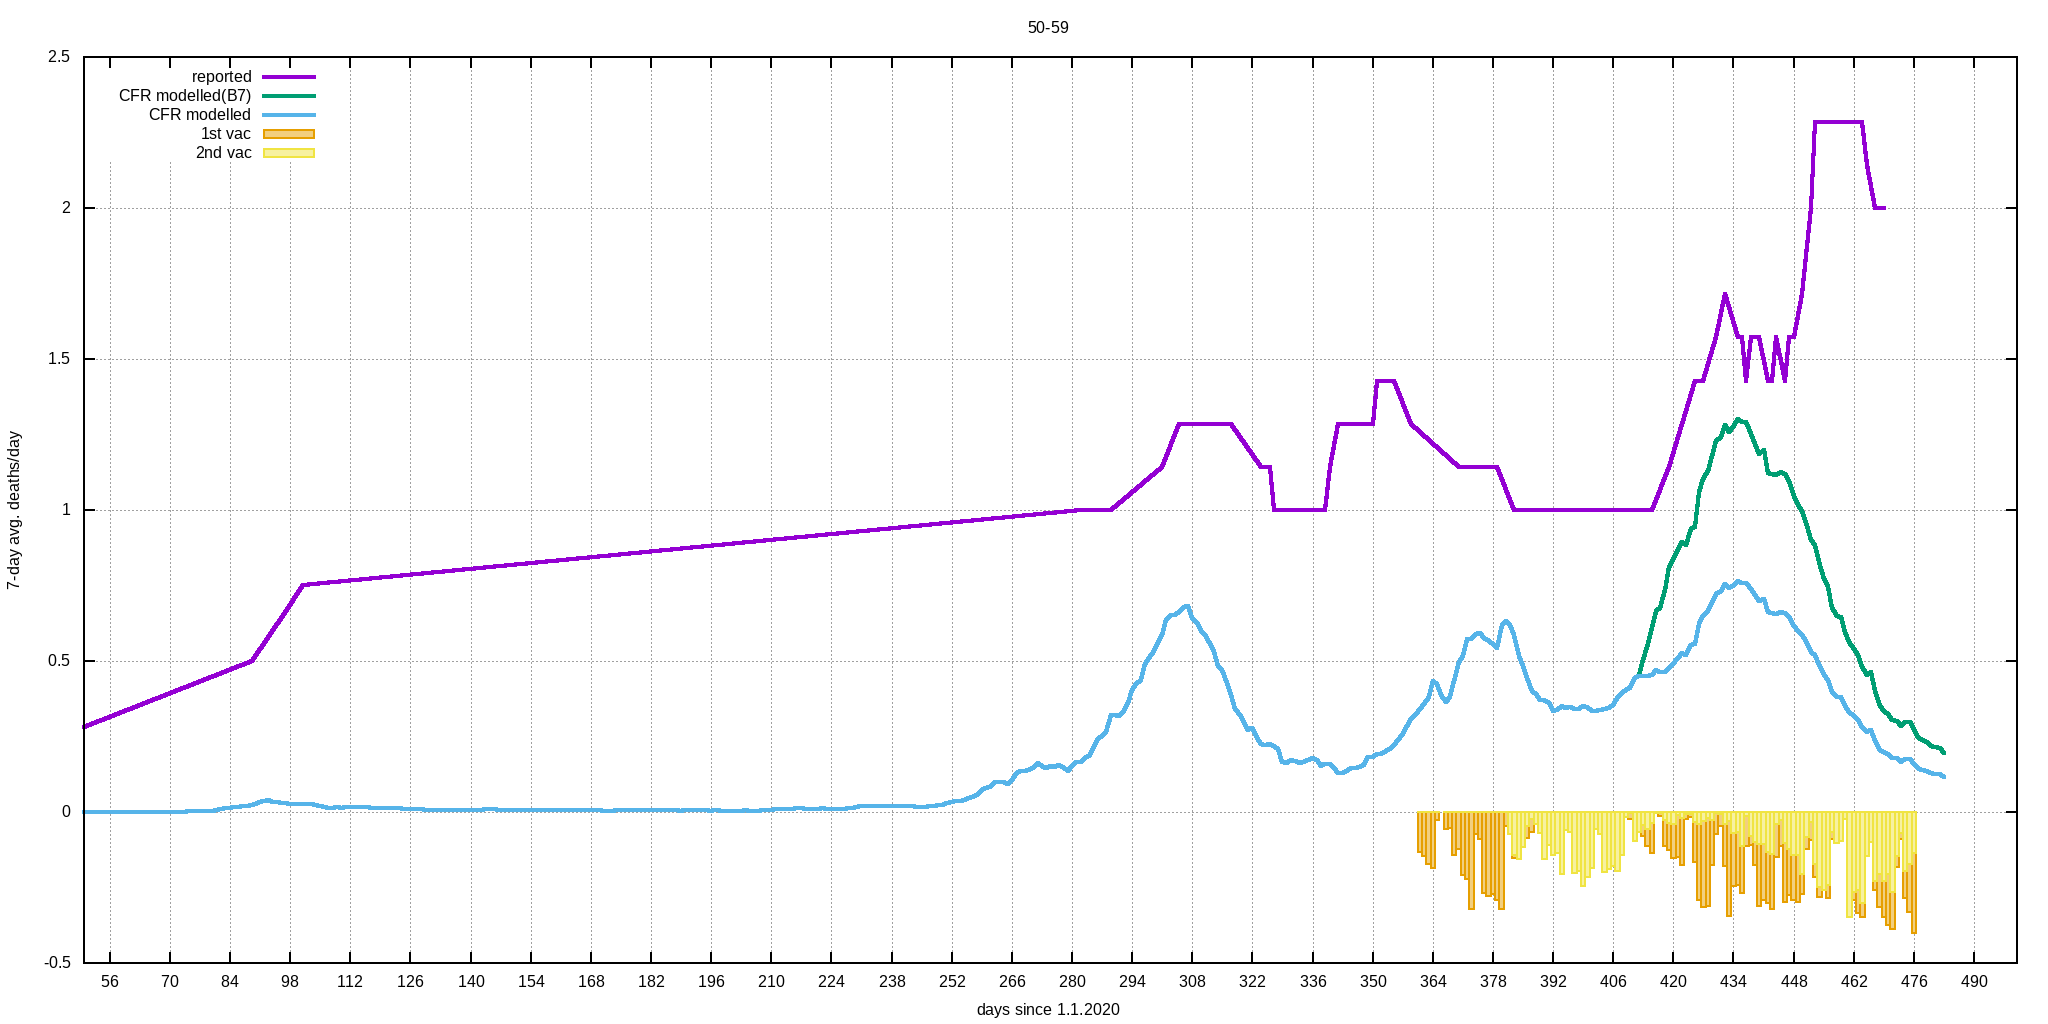 50-59
2.5
2
1.5
1
0.5
0
-0.5
7-day avg. deaths/day
reported
CFR modelled(B7)
CFR modelled
1st vac
2nd vac
56 70 84 98 112 126 140 154 168 182 196 210 224 238 252 266 280 294 308 322 336 350 364 378 392 406 420 434 448 462 476 490
days since 1.1.2020